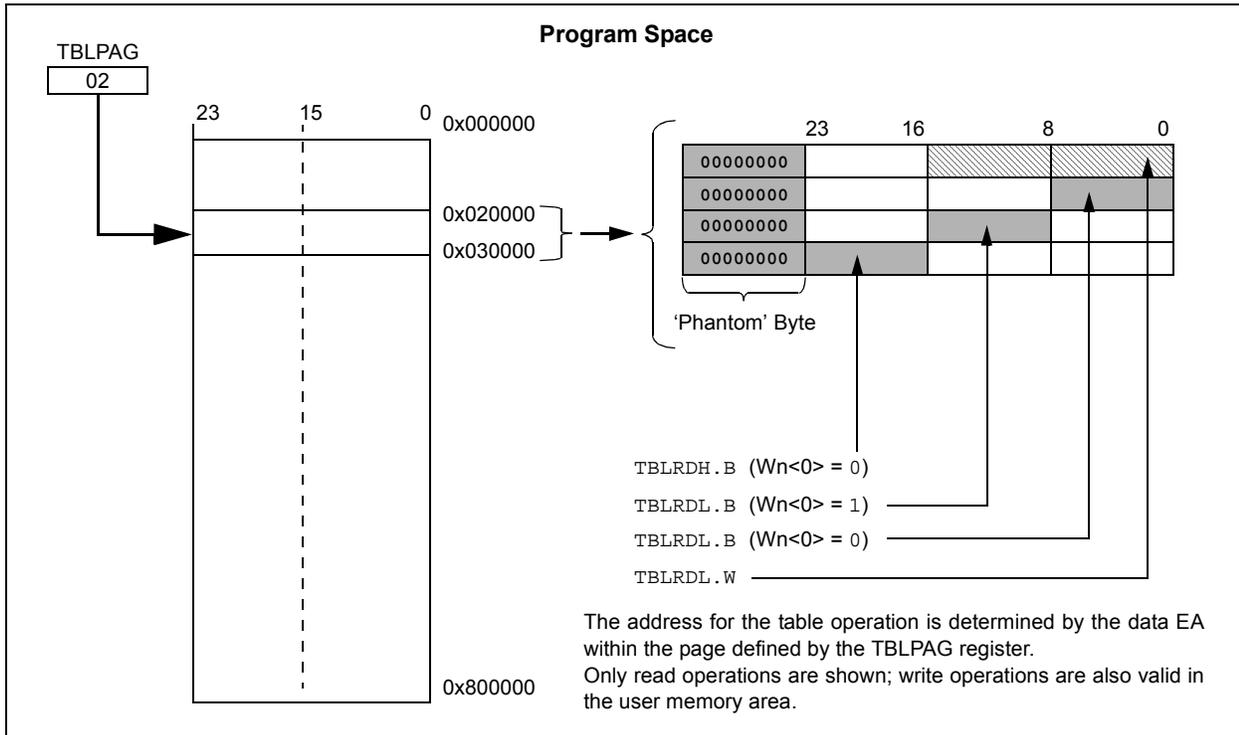 Program Space
TBLPAG
02
23 15 0
0x000000
0x020000
0x030000
0x800000
23 16 8 0
00000000
00000000
00000000
00000000
‘Phantom’ Byte
TBLRDH.B (Wn<0> = 0)
TBLRDL.B (Wn<0> = 1)
TBLRDL.B (Wn<0> = 0)
TBLRDL.W
The address for the table operation is determined by the data EA
within the page defined by the TBLPAG register.
Only read operations are shown; write operations are also valid in
the user memory area.